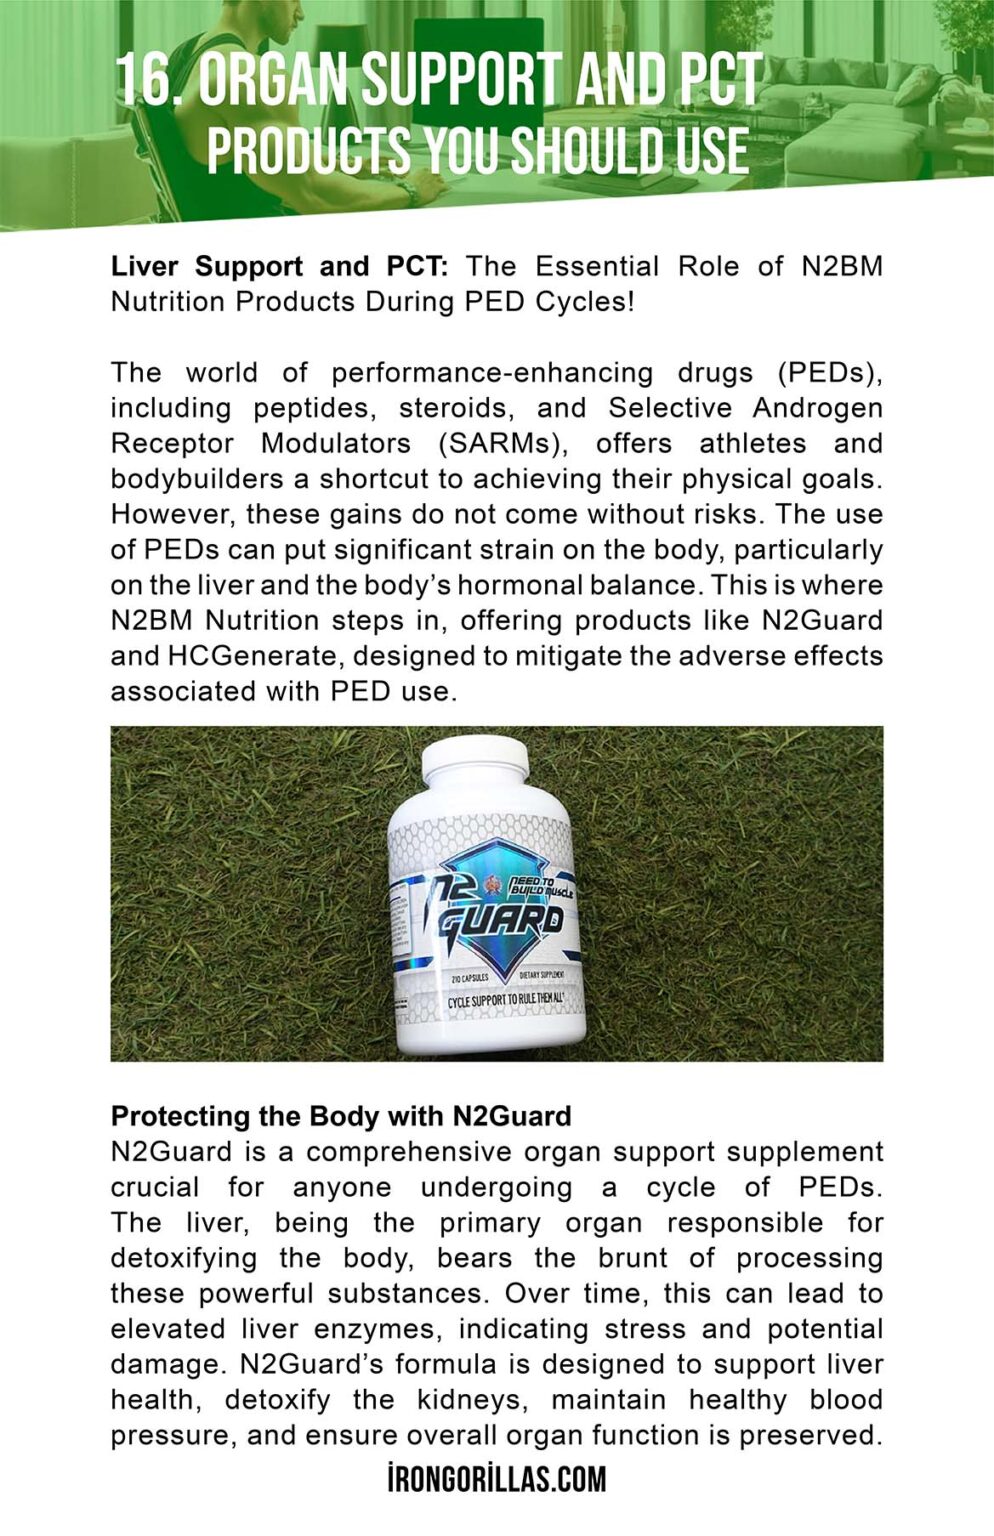 16. ORGAN SUPPORT AND PCT
PRODUCTS YOU SHOULD USE
Liver Support and PCT: The Essential Role of N2BM
Nutrition Products During PED Cycles!
The world of performance-enhancing drugs (PEDs),
including peptides, steroids, and Selective Androgen
Receptor Modulators (SARMs), offers athletes and
bodybuilders a shortcut to achieving their physical goals.
However, these gains do not come without risks. The use
of PEDs can put significant strain on the body, particularly
on the liver and the body’s hormonal balance. This is where
N2BM Nutrition steps in, offering products like N2Guard
and HCGenerate, designed to mitigate the adverse effects
associated with PED use.
N2 NEED TO
BUILD MUSCLE
GUARD
210 CAPSULES DIETARY SUPPLEMENT
CYCLE SUPPORT TO RULE THEM ALL
Protecting the Body with N2Guard
N2Guard is a comprehensive organ support supplement
crucial for anyone undergoing a cycle of PEDs.
The liver, being the primary organ responsible for
detoxifying the body, bears the brunt of processing
these powerful substances. Over time, this can lead to
elevated liver enzymes, indicating stress and potential
damage. N2Guard’s formula is designed to support liver
health, detoxify the kidneys, maintain healthy blood
pressure, and ensure overall organ function is preserved.
İRONGORİLLAS.COM